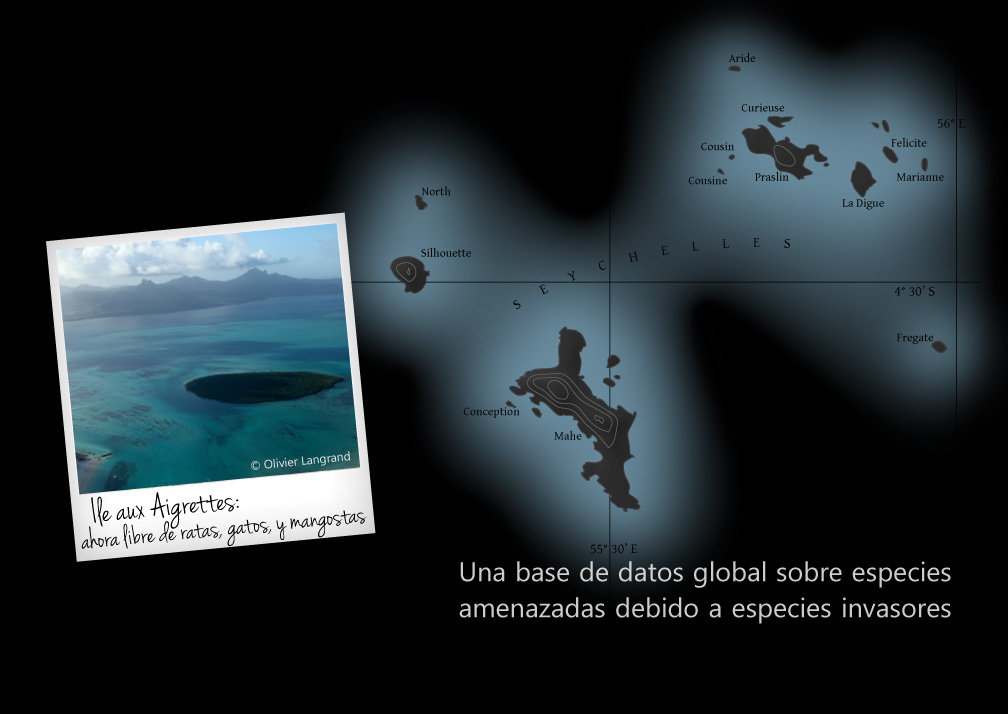 Aride
Curieuse
56° E
Cousin
Felicite
Cousine
Praslin
Marianne
La Digue
North
Silhouette
SEYCHELLES
4° 30' S
Fregate
Conception
Mahe
55° 30' E
© Olivier Langrand
Ile aux Aigrettes:
ahora libre de ratas, gatos, y mangostas
Una base de datos global sobre especies
amenazadas debido a especies invasores